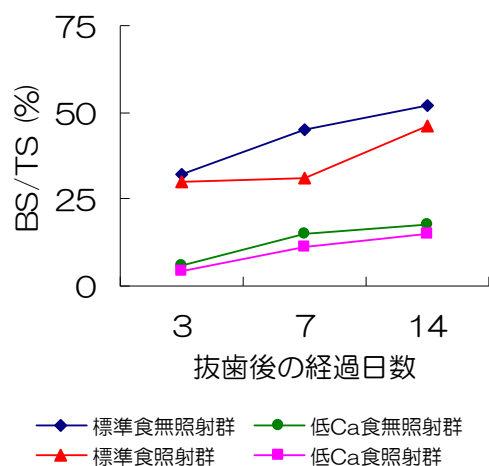 75
50
25
0
BS/TS (%)
3 7 14
抜歯後の経過日数
標準食無照射群 低Ca食無照射群
標準食照射群 低Ca食照射群